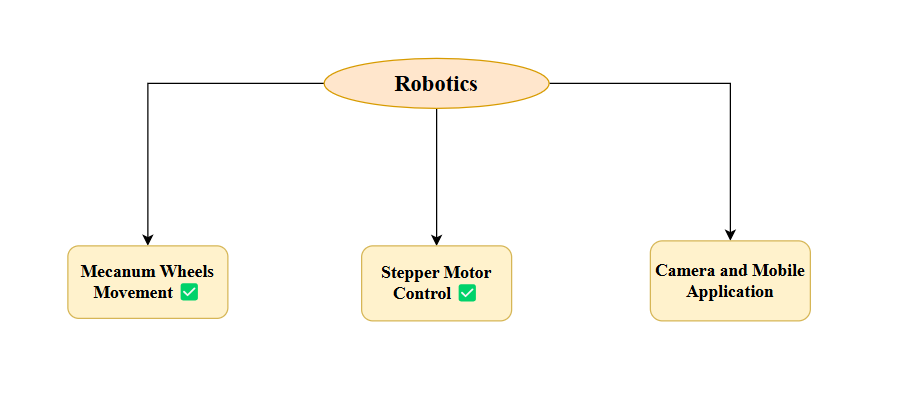 Robotics
Mecanum Wheels
Movement ✅
Stepper Motor
Control ✅
Camera and Mobile
Application